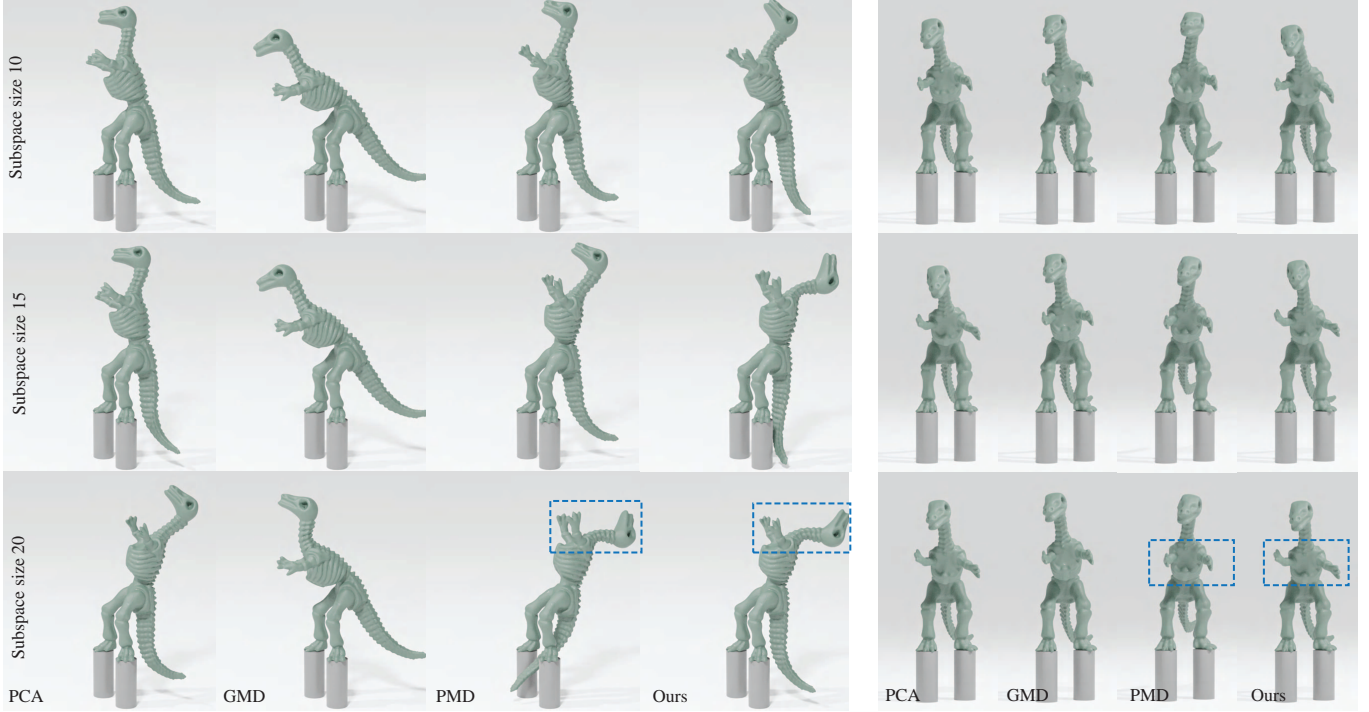 Subspace size 10
Subspace size 15
Subspace size 20
PCA
GMD
PMD
Ours
PCA
GMD
PMD
Ours